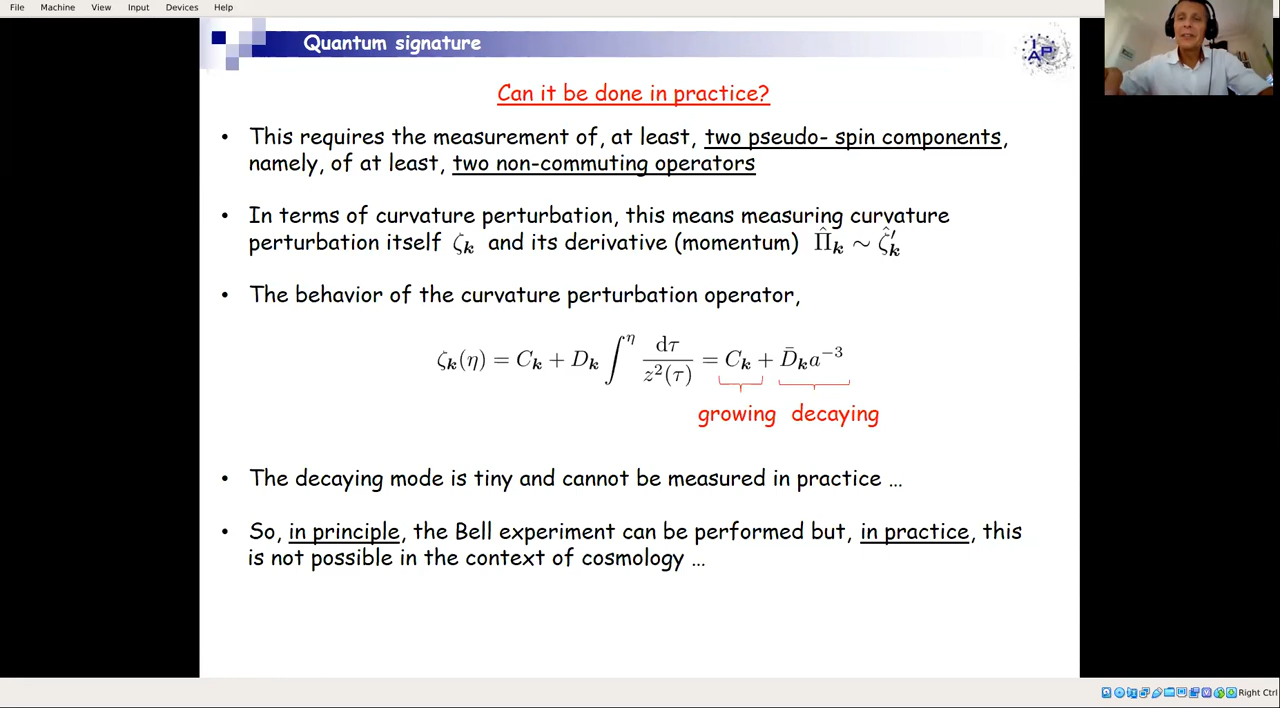 File Machine View Input Devices Help
Quantum signature
IAP
Can it be done in practice?
• This requires the measurement of, at least, two pseudo- spin components,
namely, of at least, two non-commuting operators
• In terms of curvature perturbation, this means measuring curvature
perturbation itself ζ_𝒌 and its derivative (momentum) Π̂_𝒌 ∼ ζ̂′_𝒌
• The behavior of the curvature perturbation operator,
ζ_𝒌(η) = C_𝒌 + D_𝒌 ∫^η dτ/z²(τ) = C_𝒌 + D̄_𝒌 a⁻³
growing decaying
• The decaying mode is tiny and cannot be measured in practice ...
• So, in principle, the Bell experiment can be performed but, in practice, this
is not possible in the context of cosmology ...
Right Ctrl